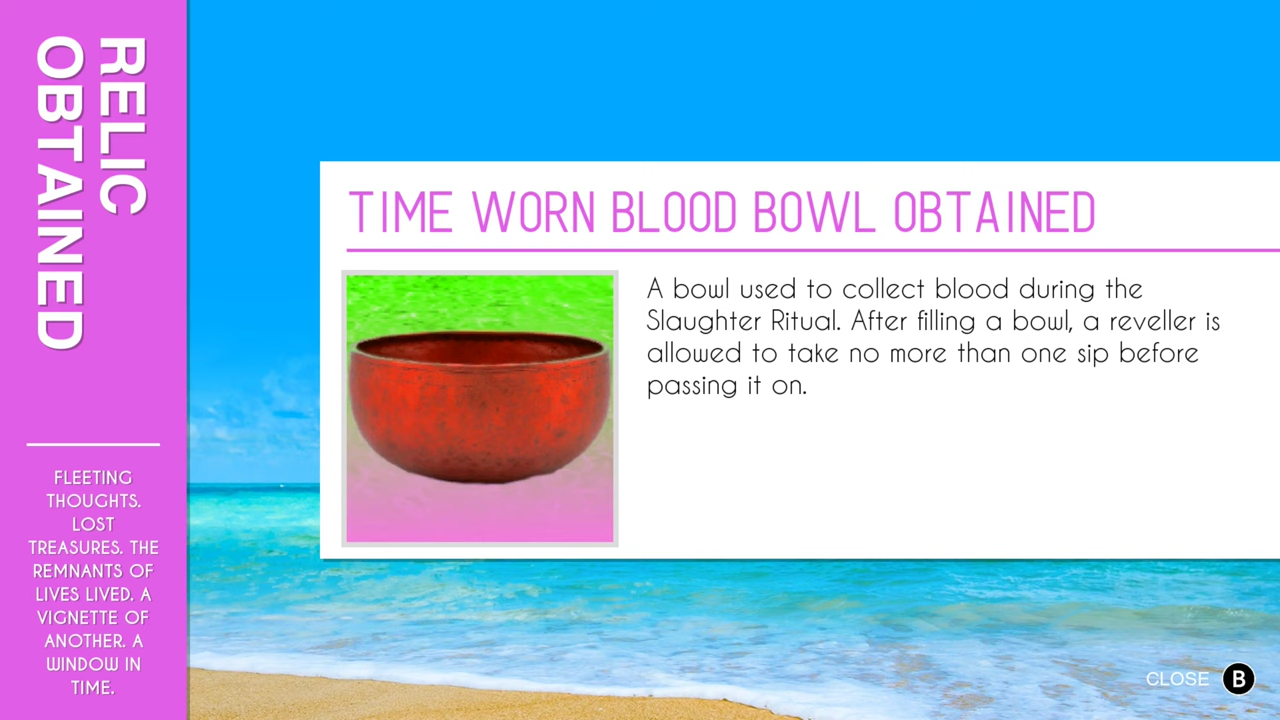 RELIC
OBTAINED
FLEETING
THOUGHTS.
LOST
TREASURES. THE
REMNANTS OF
LIVES LIVED. A
VIGNETTE OF
ANOTHER. A
WINDOW IN
TIME.
TIME WORN BLOOD BOWL OBTAINED
A bowl used to collect blood during the
Slaughter Ritual. After filling a bowl, a reveller is
allowed to take no more than one sip before
passing it on.
CLOSE B